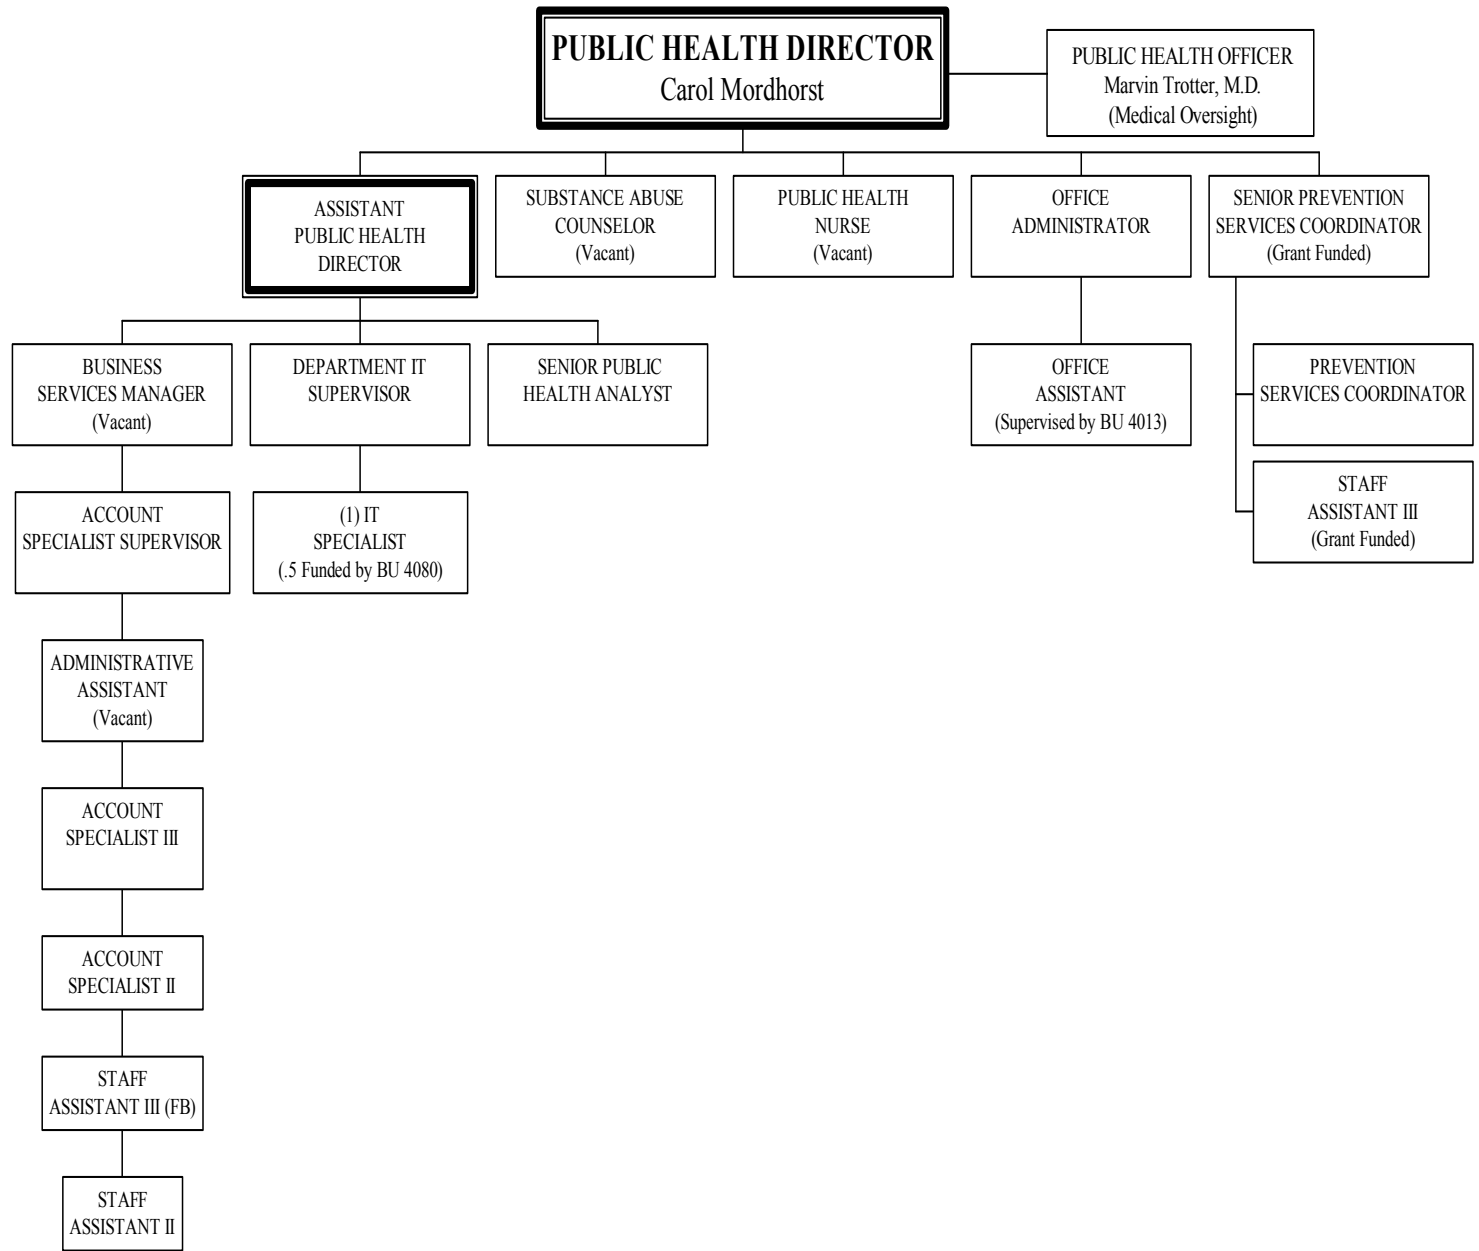 PUBLIC HEALTH DIRECTOR
Carol Mordhorst
PUBLIC HEALTH OFFICER
Marvin Trotter, M.D.
(Medical Oversight)
ASSISTANT
PUBLIC HEALTH
DIRECTOR
SUBSTANCE ABUSE
COUNSELOR
(Vacant)
PUBLIC HEALTH
NURSE
(Vacant)
OFFICE
ADMINISTRATOR
SENIOR PREVENTION
SERVICES COORDINATOR
(Grant Funded)
BUSINESS
SERVICES MANAGER
(Vacant)
DEPARTMENT IT
SUPERVISOR
SENIOR PUBLIC
HEALTH ANALYST
OFFICE
ASSISTANT
(Supervised by BU 4013)
PREVENTION
SERVICES COORDINATOR
ACCOUNT
SPECIALIST SUPERVISOR
(1) IT
SPECIALIST
(.5 Funded by BU 4080)
STAFF
ASSISTANT III
(Grant Funded)
ADMINISTRATIVE
ASSISTANT
(Vacant)
ACCOUNT
SPECIALIST III
ACCOUNT
SPECIALIST II
STAFF
ASSISTANT III (FB)
STAFF
ASSISTANT II